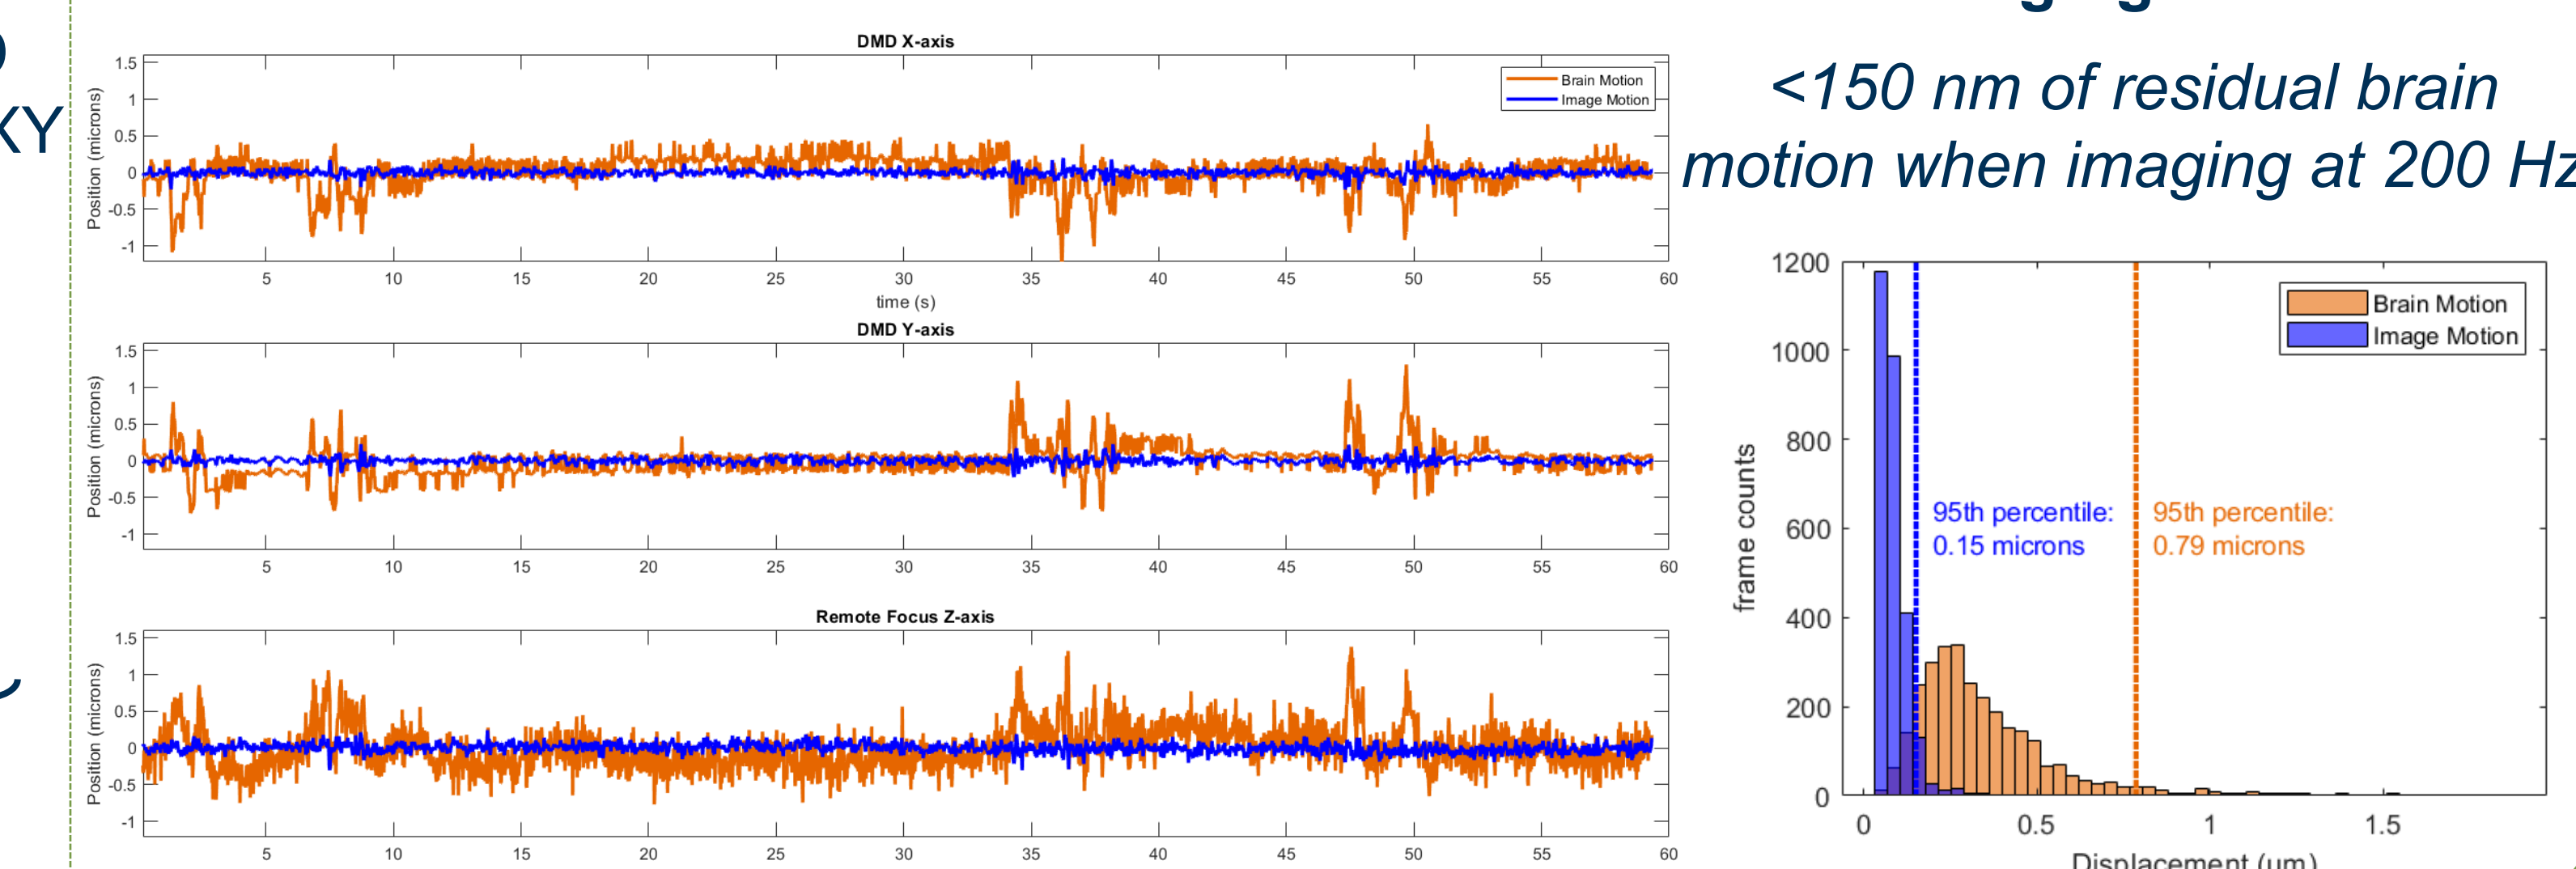 XY
DMD X-axis
Position (microns)
1.5
1
0.5
0
-0.5
-1
Brain Motion
Image Motion
5 10 15 20 25 30 35 40 45 50 55 60
time (s)
DMD Y-axis
Position (microns)
1.5
1
0.5
0
-0.5
-1
5 10 15 20 25 30 35 40 45 50 55 60
Remote Focus Z-axis
Position (microns)
1.5
1
0.5
0
-0.5
-1
5 10 15 20 25 30 35 40 45 50 55 60
<150 nm of residual brain
motion when imaging at 200 Hz
frame counts
1200
1000
800
600
400
200
0
Brain Motion
Image Motion
95th percentile:
0.15 microns
95th percentile:
0.79 microns
0 0.5 1 1.5
Displacement (um)